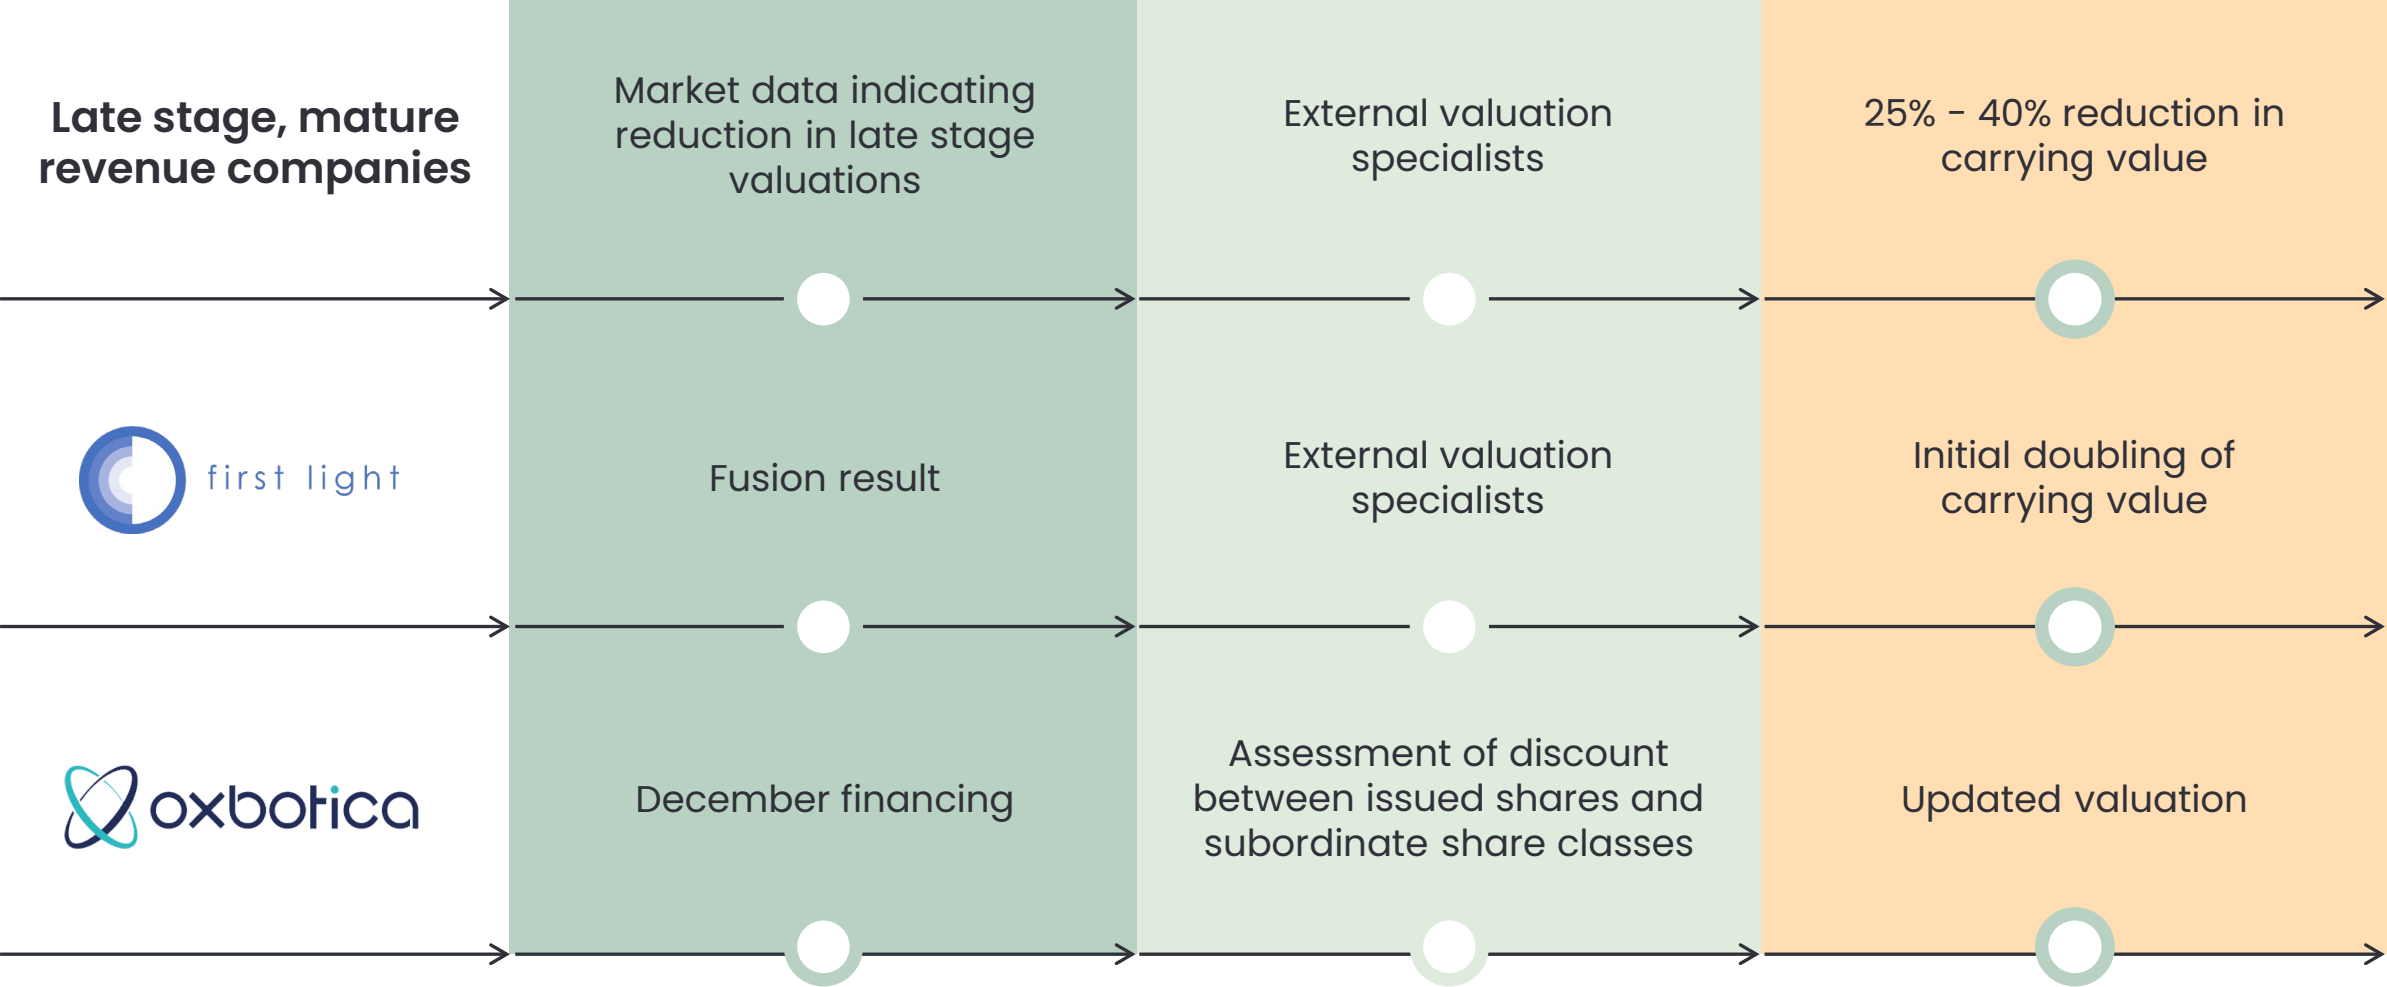 Late stage, mature
revenue companies
Market data indicating
reduction in late stage
valuations
External valuation
specialists
25% - 40% reduction in
carrying value
first light
Fusion result
External valuation
specialists
Initial doubling of
carrying value
oxbotica
December financing
Assessment of discount
between issued shares and
subordinate share classes
Updated valuation